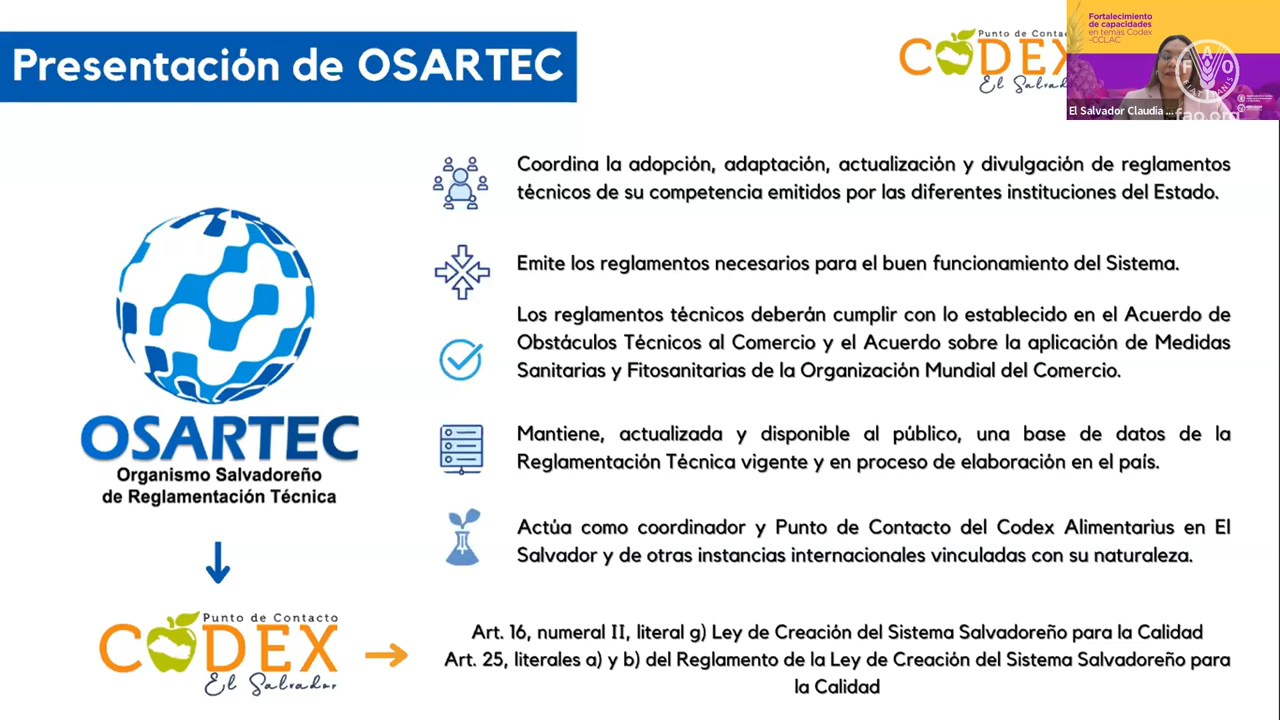 Presentación de OSARTEC
Punto de Contac
CODEX
El Salvador
Fortalecimiento
de capacidades
en temas Codex
-CCLAC
FAO
FIAT PANIS
El Salvador Claudia ...
fao.org
Coordina la adopción, adaptación, actualización y divulgación de reglamentos
técnicos de su competencia emitidos por las diferentes instituciones del Estado.
Emite los reglamentos necesarios para el buen funcionamiento del Sistema.
Los reglamentos técnicos deberán cumplir con lo establecido en el Acuerdo de
Obstáculos Técnicos al Comercio y el Acuerdo sobre la aplicación de Medidas
Sanitarias y Fitosanitarias de la Organización Mundial del Comercio.
Mantiene, actualizada y disponible al público, una base de datos de la
Reglamentación Técnica vigente y en proceso de elaboración en el país.
Actúa como coordinador y Punto de Contacto del Codex Alimentarius en El
Salvador y de otras instancias internacionales vinculadas con su naturaleza.
OSARTEC
Organismo Salvadoreño
de Reglamentación Técnica
Punto de Contacto
CODEX
El Salvador
Art. 16, numeral II, literal g) Ley de Creación del Sistema Salvadoreño para la Calidad
Art. 25, literales a) y b) del Reglamento de la Ley de Creación del Sistema Salvadoreño para
la Calidad